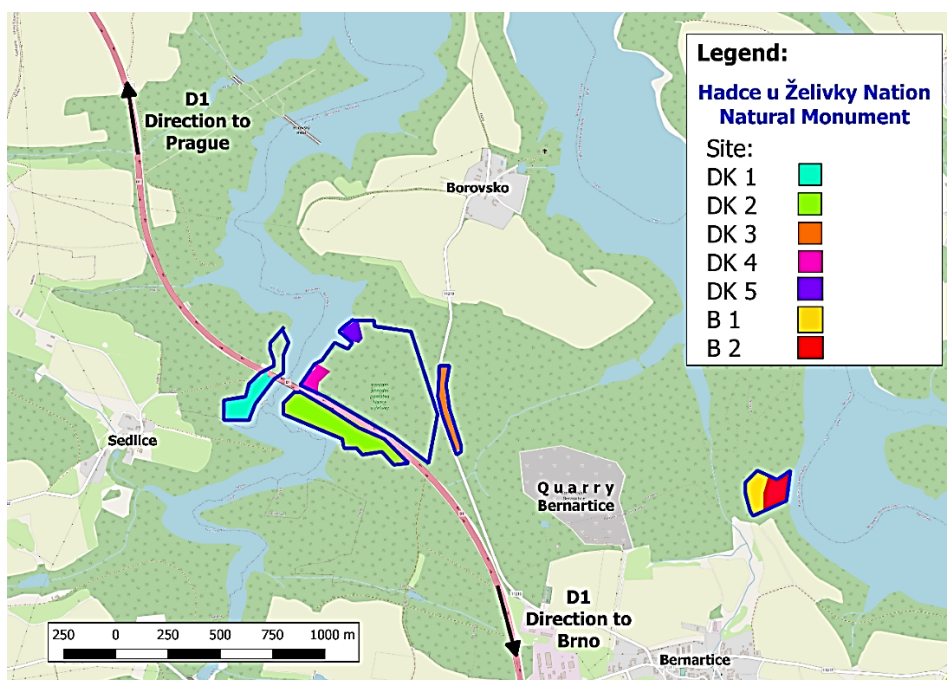 D1
Direction to
Prague
Borovsko
Sedlice
Quarry
Bernartice
D1
Direction to
Brno
Bernartice
Legend:
Hadce u Želivky Nation
Natural Monument
Site:
DK 1
DK 2
DK 3
DK 4
DK 5
B 1
B 2
250 0 250 500 750 1000 m